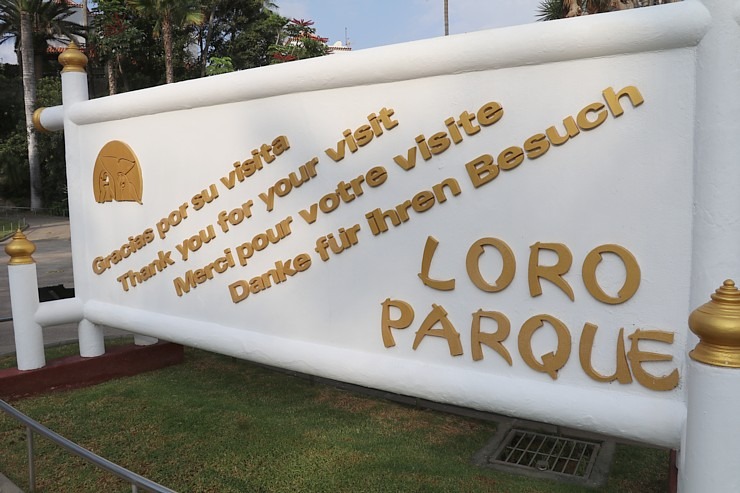 Gracias por su visita
Thank you for your visit
Merci pour votre visite
Danke für ihren Besuch
LORO
PARQUE